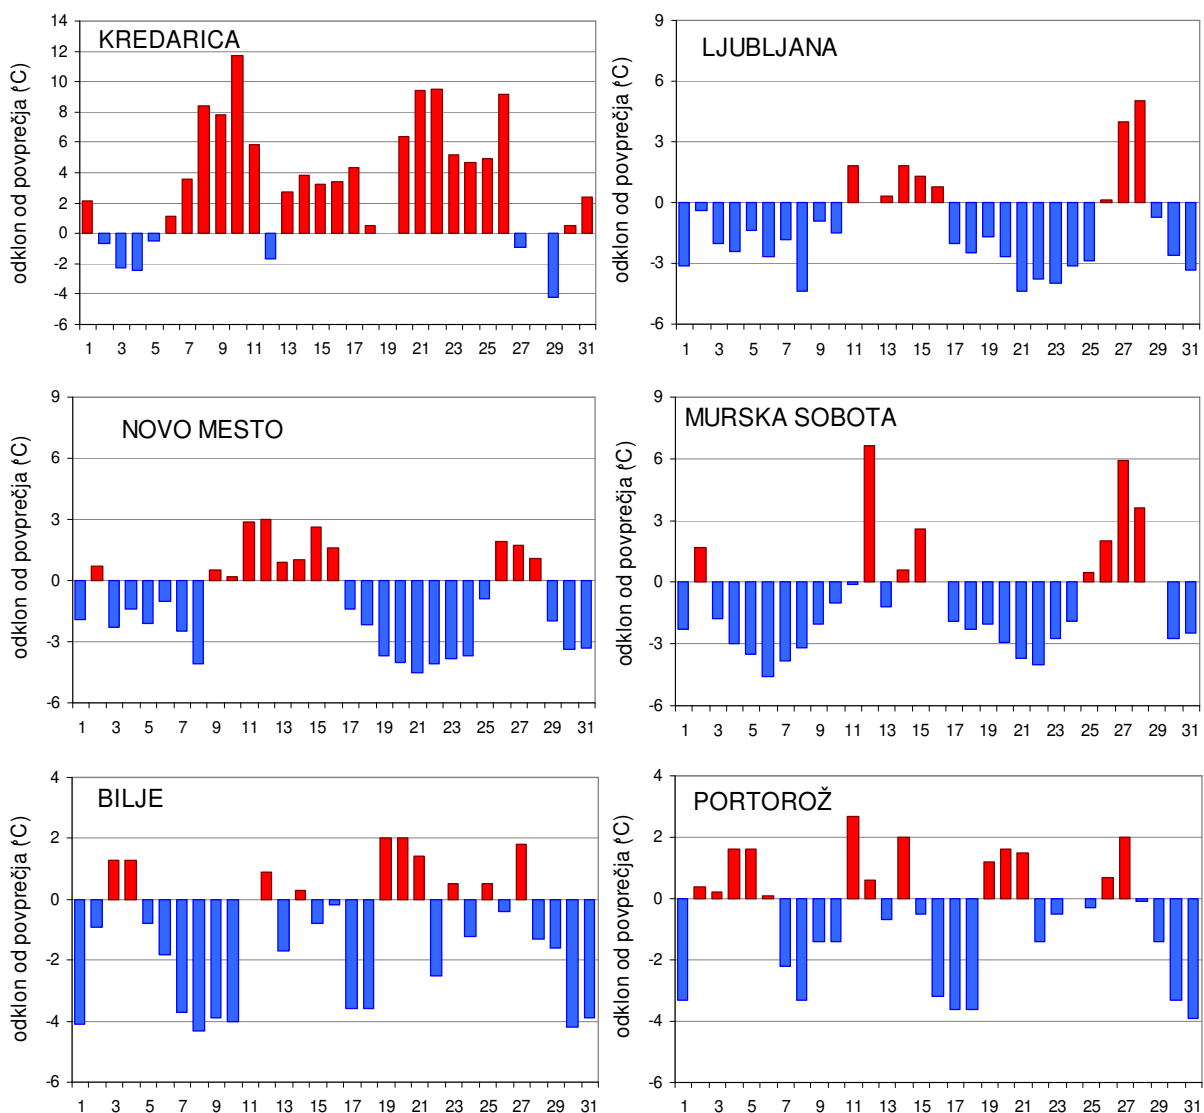 KREDARICA
odklon od povprečja (°C)
14
12
10
8
6
4
2
0
-2
-4
-6
1 3 5 7 9 11 13 15 17 19 21 23 25 27 29 31
LJUBLJANA
odklon od povprečja (°C)
9
6
3
0
-3
-6
1 3 5 7 9 11 13 15 17 19 21 23 25 27 29 31
NOVO MESTO
odklon od povprečja (°C)
9
6
3
0
-3
-6
1 3 5 7 9 11 13 15 17 19 21 23 25 27 29 31
MURSKA SOBOTA
odklon od povprečja (°C)
9
6
3
0
-3
-6
1 3 5 7 9 11 13 15 17 19 21 23 25 27 29 31
BILJE
odklon od povprečja (°C)
4
2
0
-2
-4
-6
1 3 5 7 9 11 13 15 17 19 21 23 25 27 29 31
PORTOROŽ
odklon od povprečja (°C)
4
2
0
-2
-4
-6
1 3 5 7 9 11 13 15 17 19 21 23 25 27 29 31